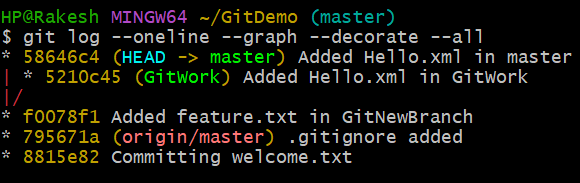 HP@Rakesh MINGW64 ~/GitDemo (master)
$ git log --oneline --graph --decorate --all
* 58646c4 (HEAD -> master) Added Hello.xml in master
| * 5210c45 (GitWork) Added Hello.xml in GitWork
|/
* f0078f1 Added feature.txt in GitNewBranch
* 795671a (origin/master) .gitignore added
* 8815e82 Committing welcome.txt